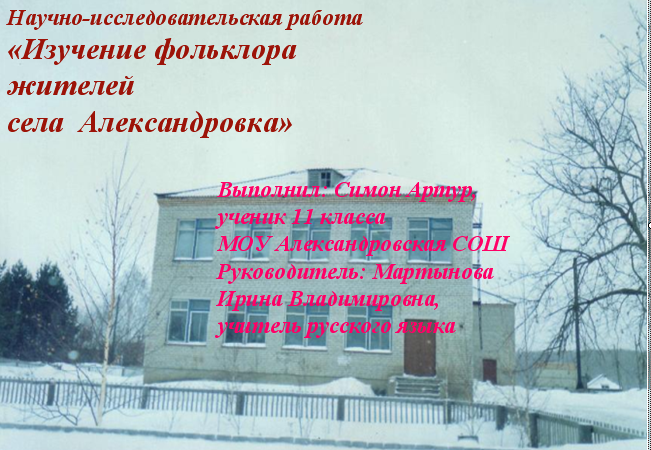 Научно-исследовательская работа
«Изучение фольклора
жителей
села Александровка»
Выполнил: Симон Артур,
ученик 11 класса
МОУ Александровская СОШ
Руководитель: Мартынова
Ирина Владимировна,
учитель русского языка